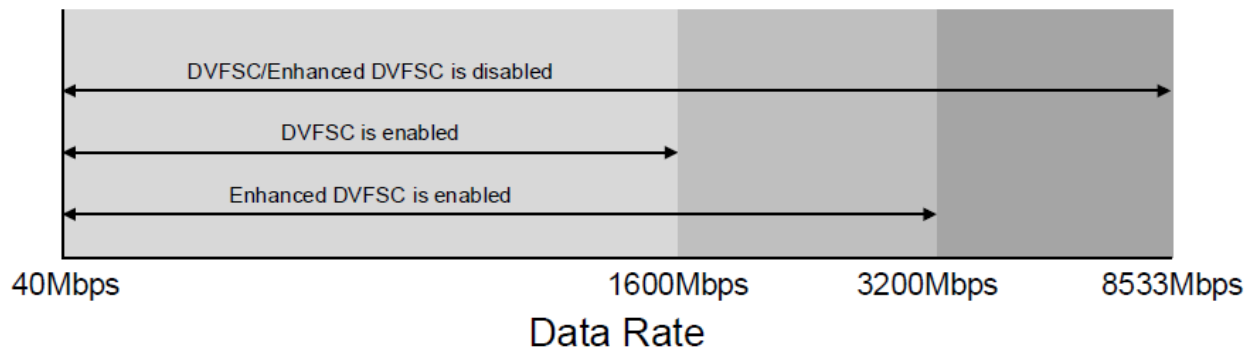 DVFSC/Enhanced DVFSC is disabled
DVFSC is enabled
Enhanced DVFSC is enabled
40Mbps 1600Mbps 3200Mbps 8533Mbps
Data Rate